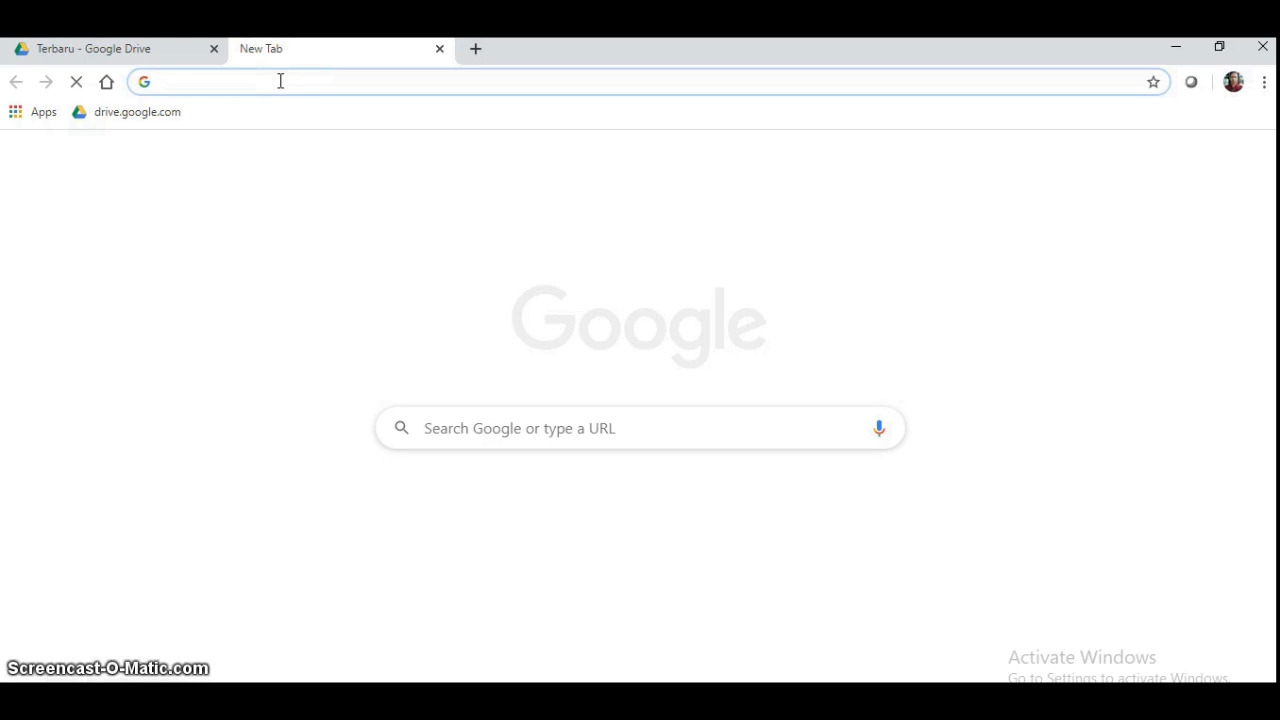 Terbaru - Google Drive
New Tab
Apps
drive.google.com
Google
Search Google or type a URL
Activate Windows
Go to Settings to activate Windows.
Screencast-O-Matic.com